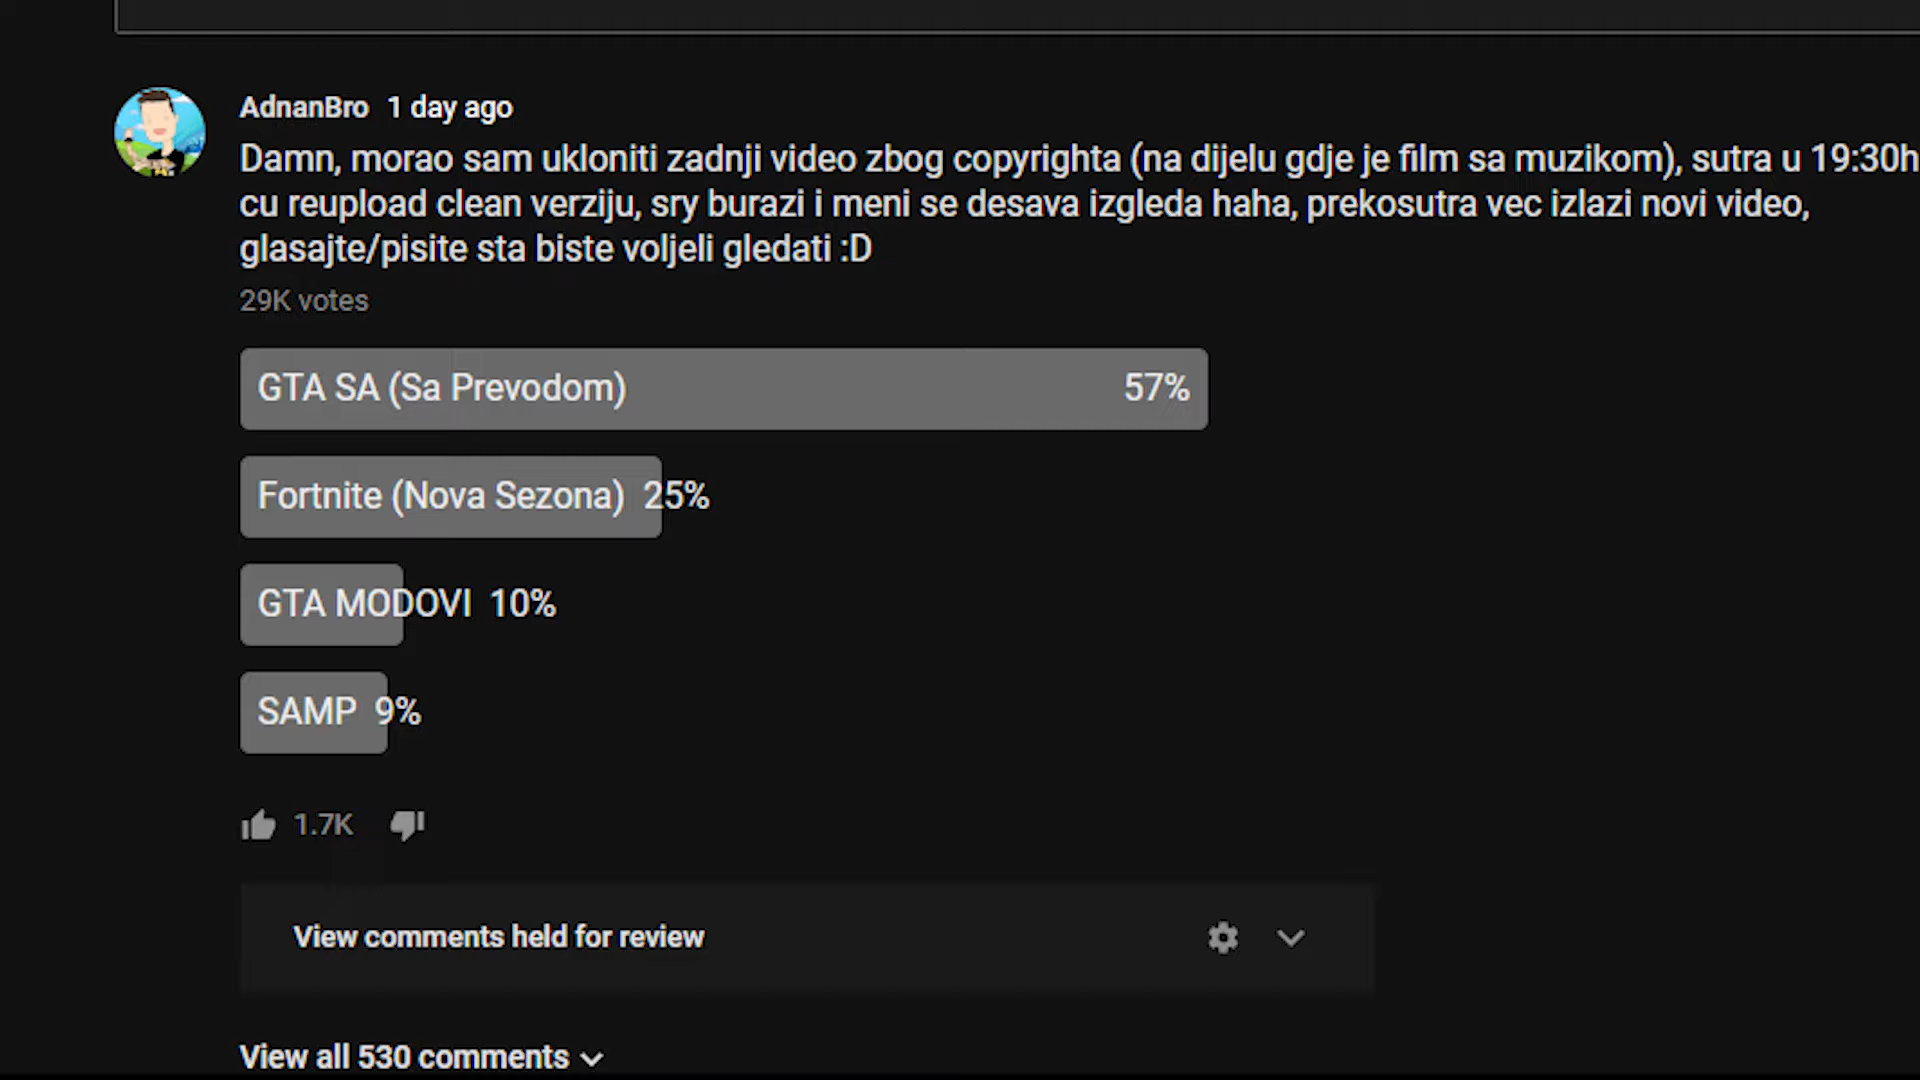 AdnanBro 1 day ago
Damn, morao sam ukloniti zadnji video zbog copyrighta (na dijelu gdje je film sa muzikom), sutra u 19:30h
cu reupload clean verziju, sry burazi i meni se desava izgleda haha, prekosutra vec izlazi novi video,
glasajte/pisite sta biste voljeli gledati :D
29K votes
GTA SA (Sa Prevodom) 57%
Fortnite (Nova Sezona) 25%
GTA MODOVI 10%
SAMP 9%
1.7K
View comments held for review
View all 530 comments